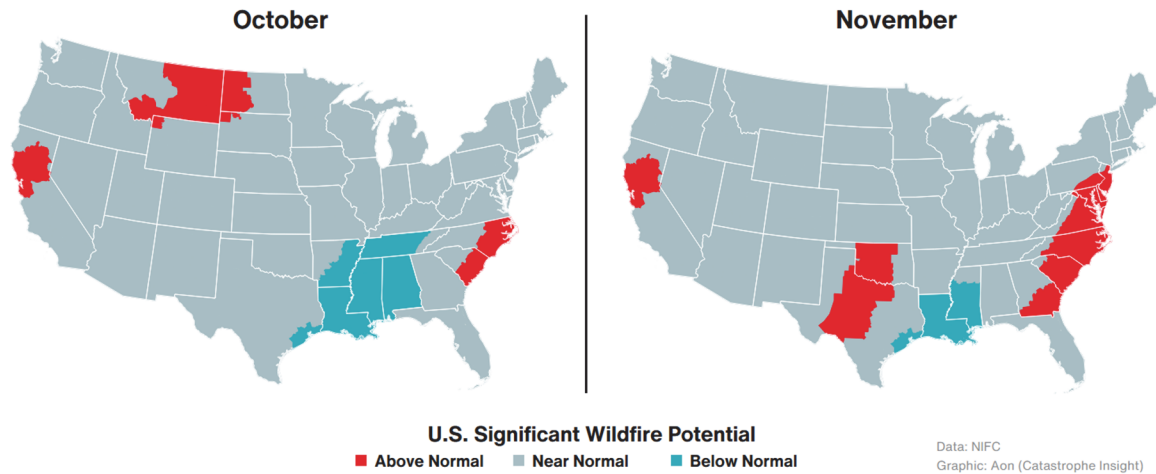 October
November
U.S. Significant Wildfire Potential
Above Normal
Near Normal
Below Normal
Data: NIFC
Graphic: Aon (Catastrophe Insight)